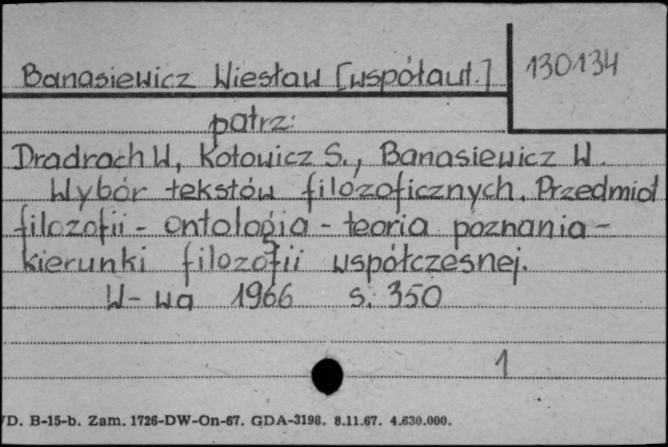 Banasiewicz Wiesław [współaut.]
130134
patrz:
Dradrach W, Kotowicz S., Banasiewicz W.
Wybór tekstów filozoficznych. Przedmiot
filozofii - ontologia - teoria poznania -
kierunki filozofii współczesnej.
W-wa 1966 s. 350
1
/D. B-15-b. Zam. 1726-DW-On-67. GDA-3198. 8.11.67. 4.630.000.